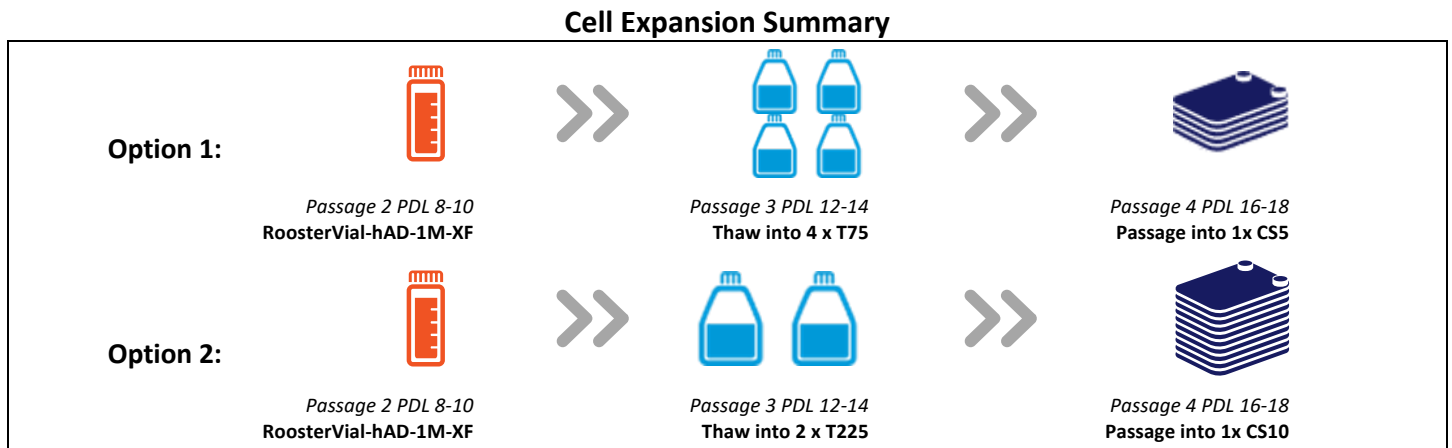 Cell Expansion Summary
Option 1:
Passage 2 PDL 8-10
RoosterVial-hAD-1M-XF
Passage 3 PDL 12-14
Thaw into 4 x T75
Passage 4 PDL 16-18
Passage into 1x CS5
Option 2:
Passage 2 PDL 8-10
RoosterVial-hAD-1M-XF
Passage 3 PDL 12-14
Thaw into 2 x T225
Passage 4 PDL 16-18
Passage into 1x CS10